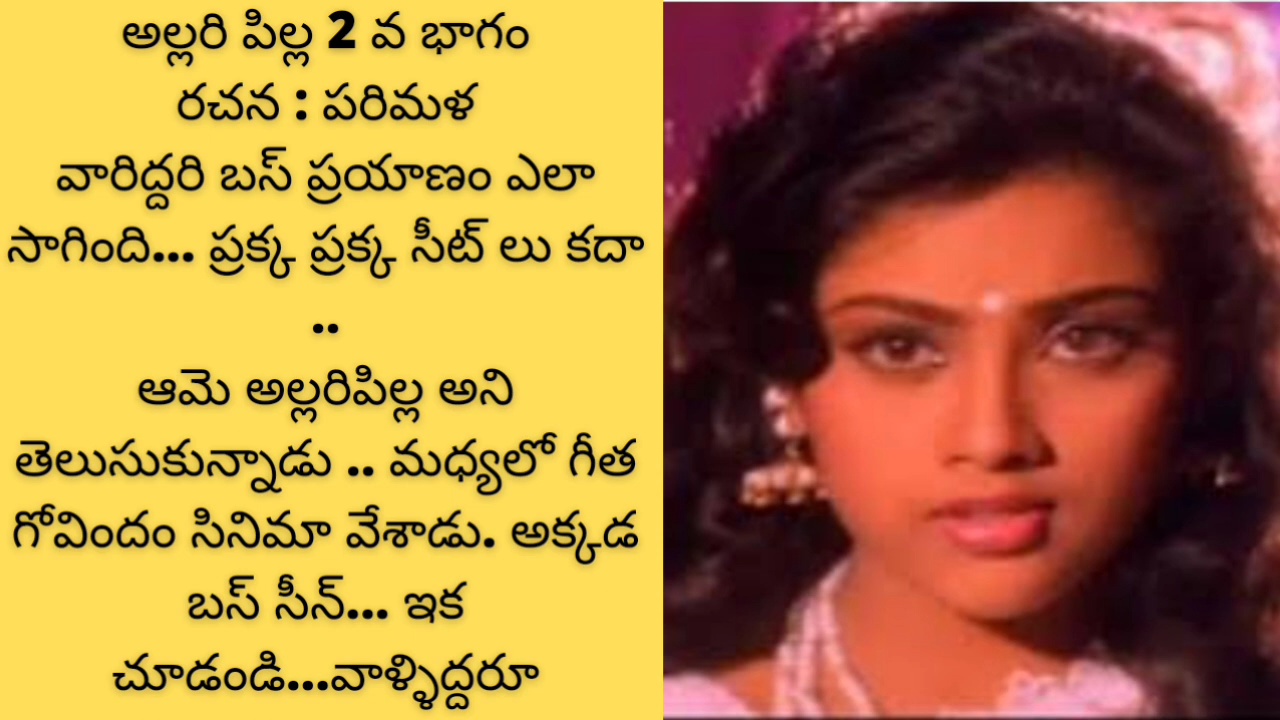 అల్లరి పిల్ల 2 వ భాగం
రచన : పరిమళ
వారిద్దరి బస్ ప్రయాణం ఎలా
సాగింది... ప్రక్క ప్రక్క సీట్ లు కదా
..
ఆమె అల్లరిపిల్ల అని
తెలుసుకున్నాడు .. మధ్యలో గీత
గోవిందం సినిమా వేశాడు. అక్కడ
బస్ సీన్... ఇక
చూడండి...వాళ్ళిద్దరూ